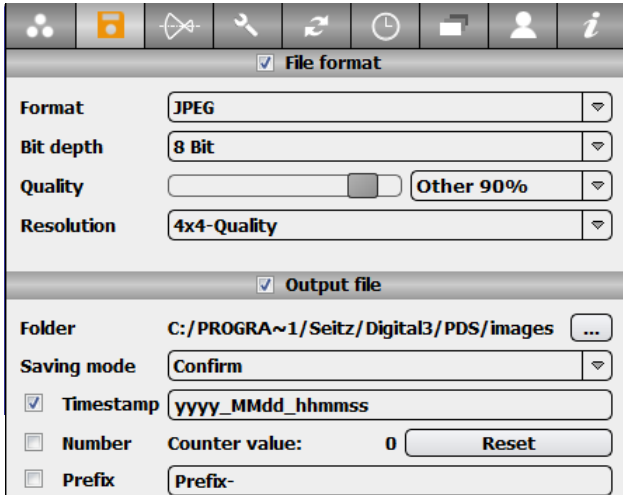 File format
Format JPEG
Bit depth 8 Bit
Quality Other 90%
Resolution 4x4-Quality
Output file
Folder C:/PROGRA~1/Seitz/Digital3/PDS/images ...
Saving mode Confirm
Timestamp yyyy_MMdd_hhmmss
Number Counter value: 0 Reset
Prefix Prefix-